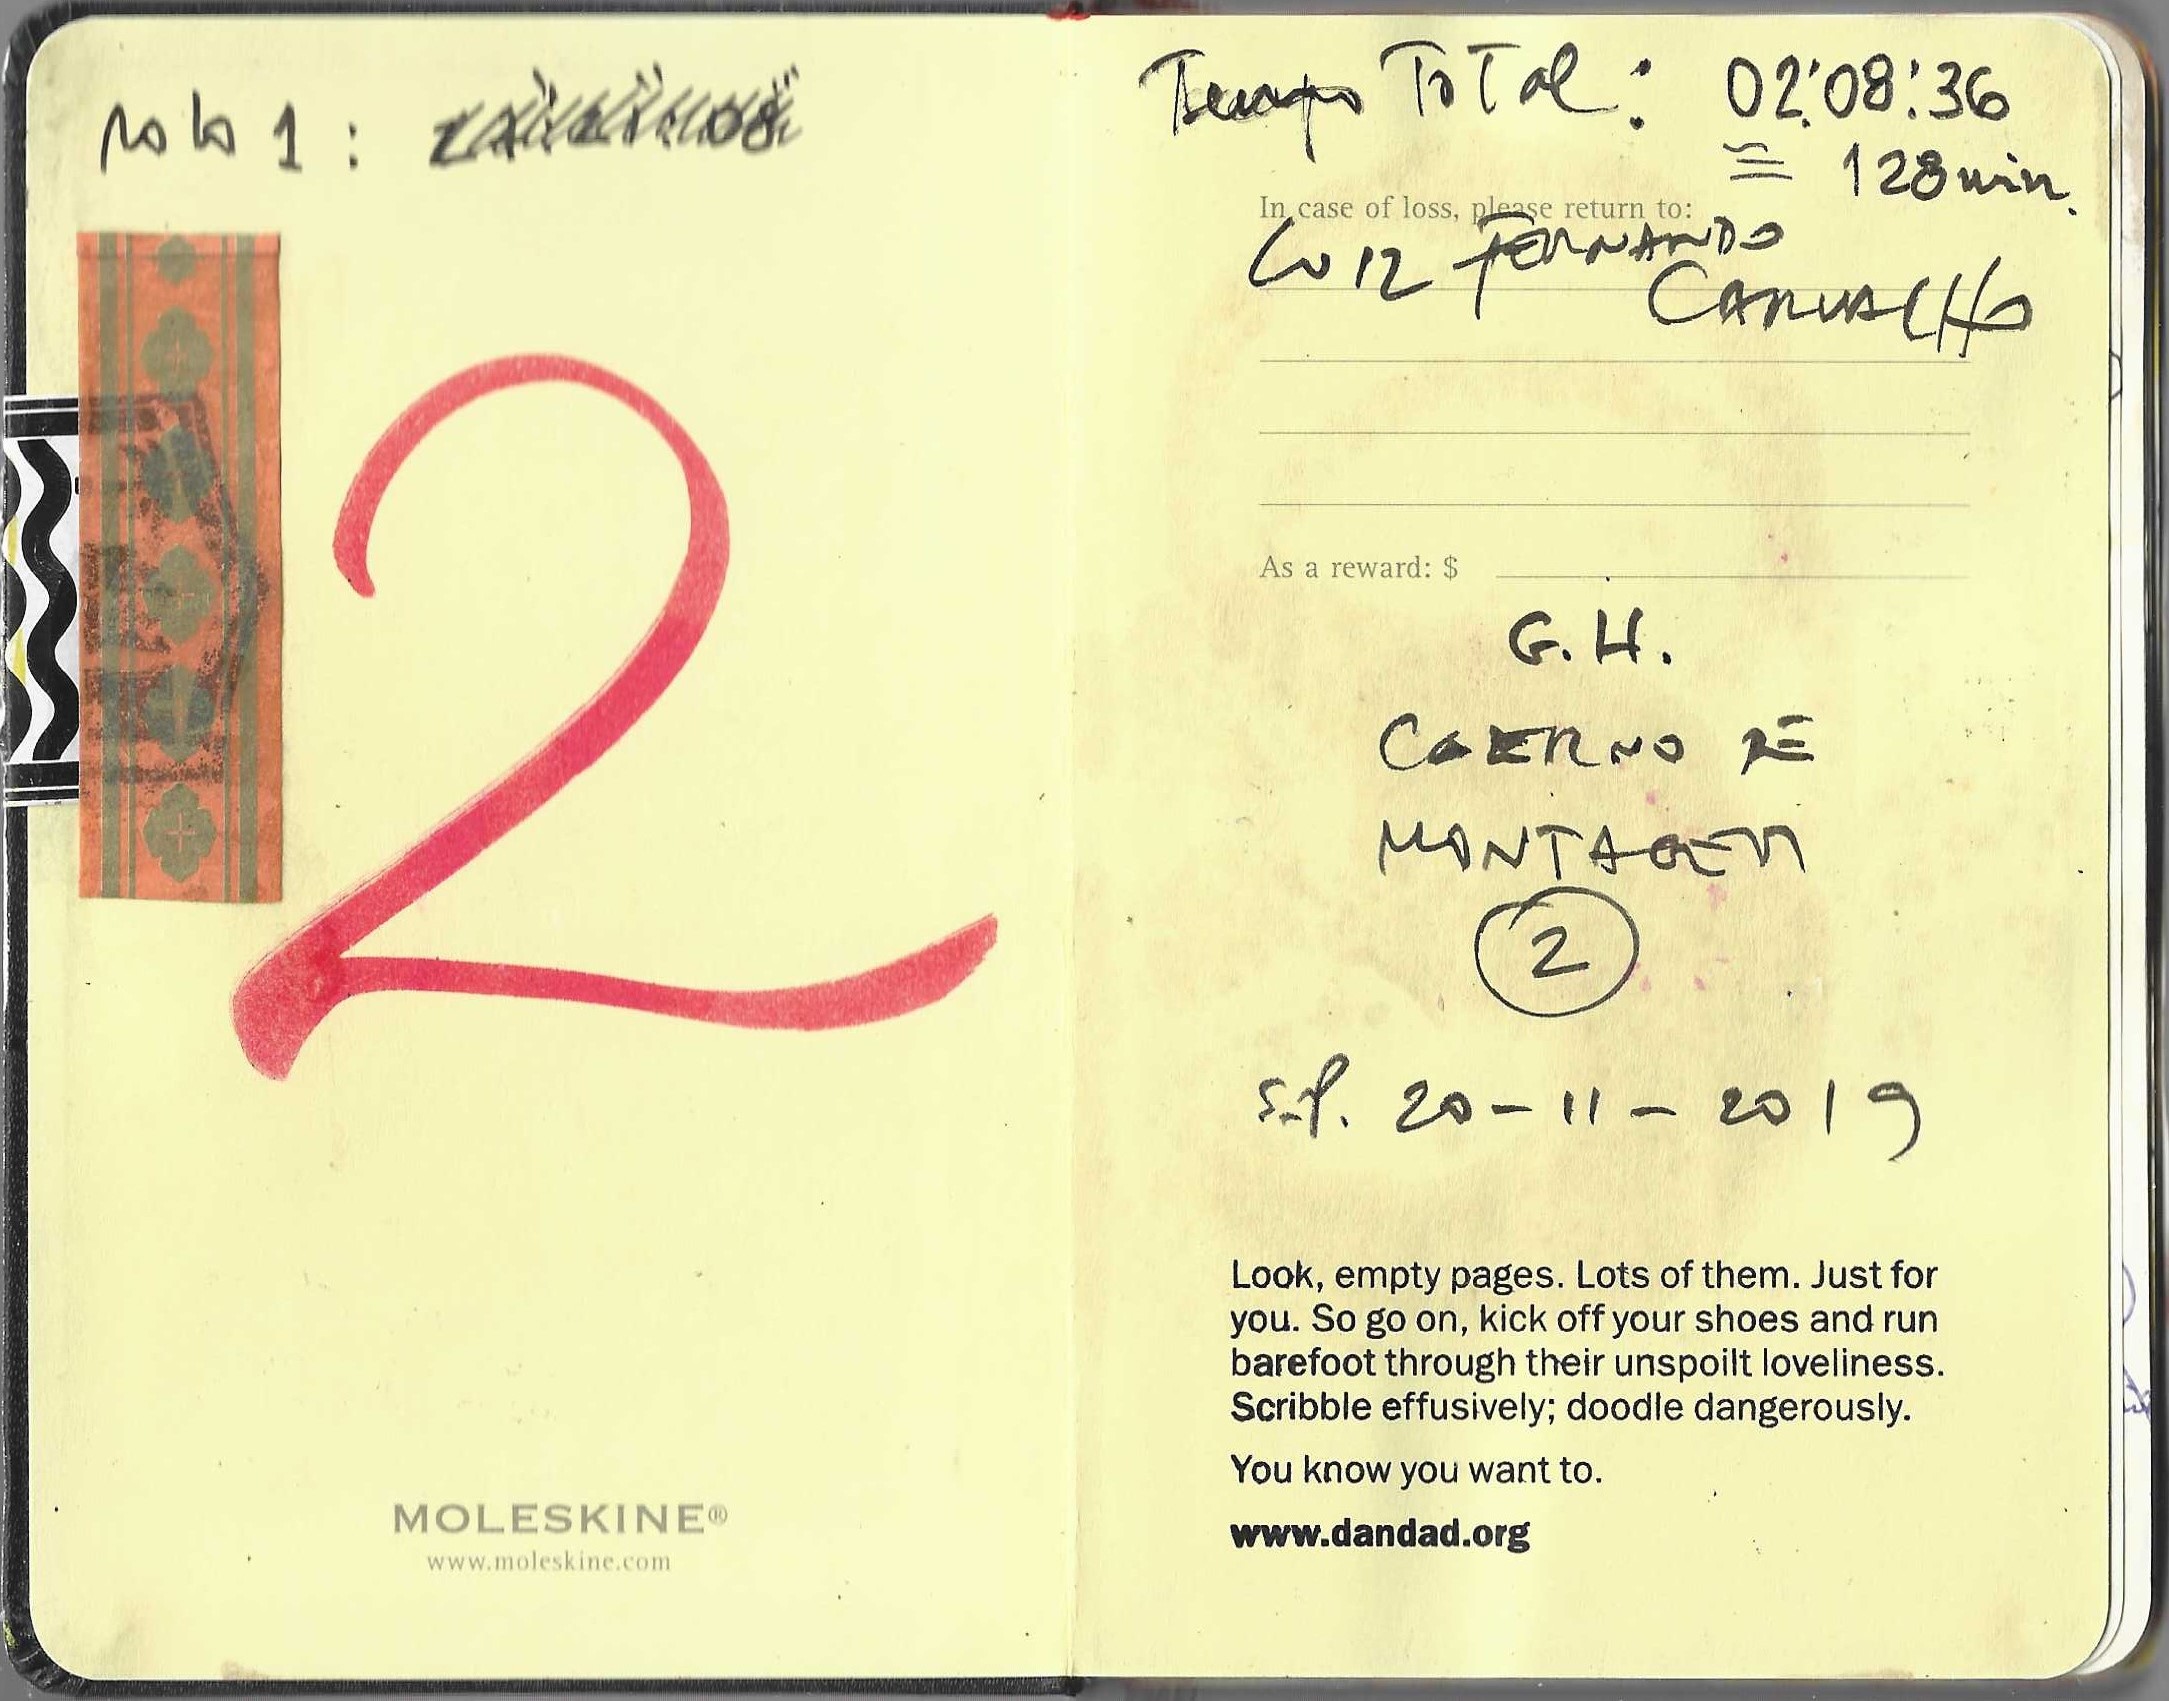 rolo 1:
2
MOLESKINE®
www.moleskine.com
Tempo Total: 02:08:36
≅ 128 min.
In case of loss, please return to:
LUIZ FERNANDO
CARVALHO
As a reward: $
G.H.
CADERNO DE
MONTAGEM
2
S.P. 20-11-2019
Look, empty pages. Lots of them. Just for
you. So go on, kick off your shoes and run
barefoot through their unspoilt loveliness.
Scribble effusively; doodle dangerously.
You know you want to.
www.dandad.org